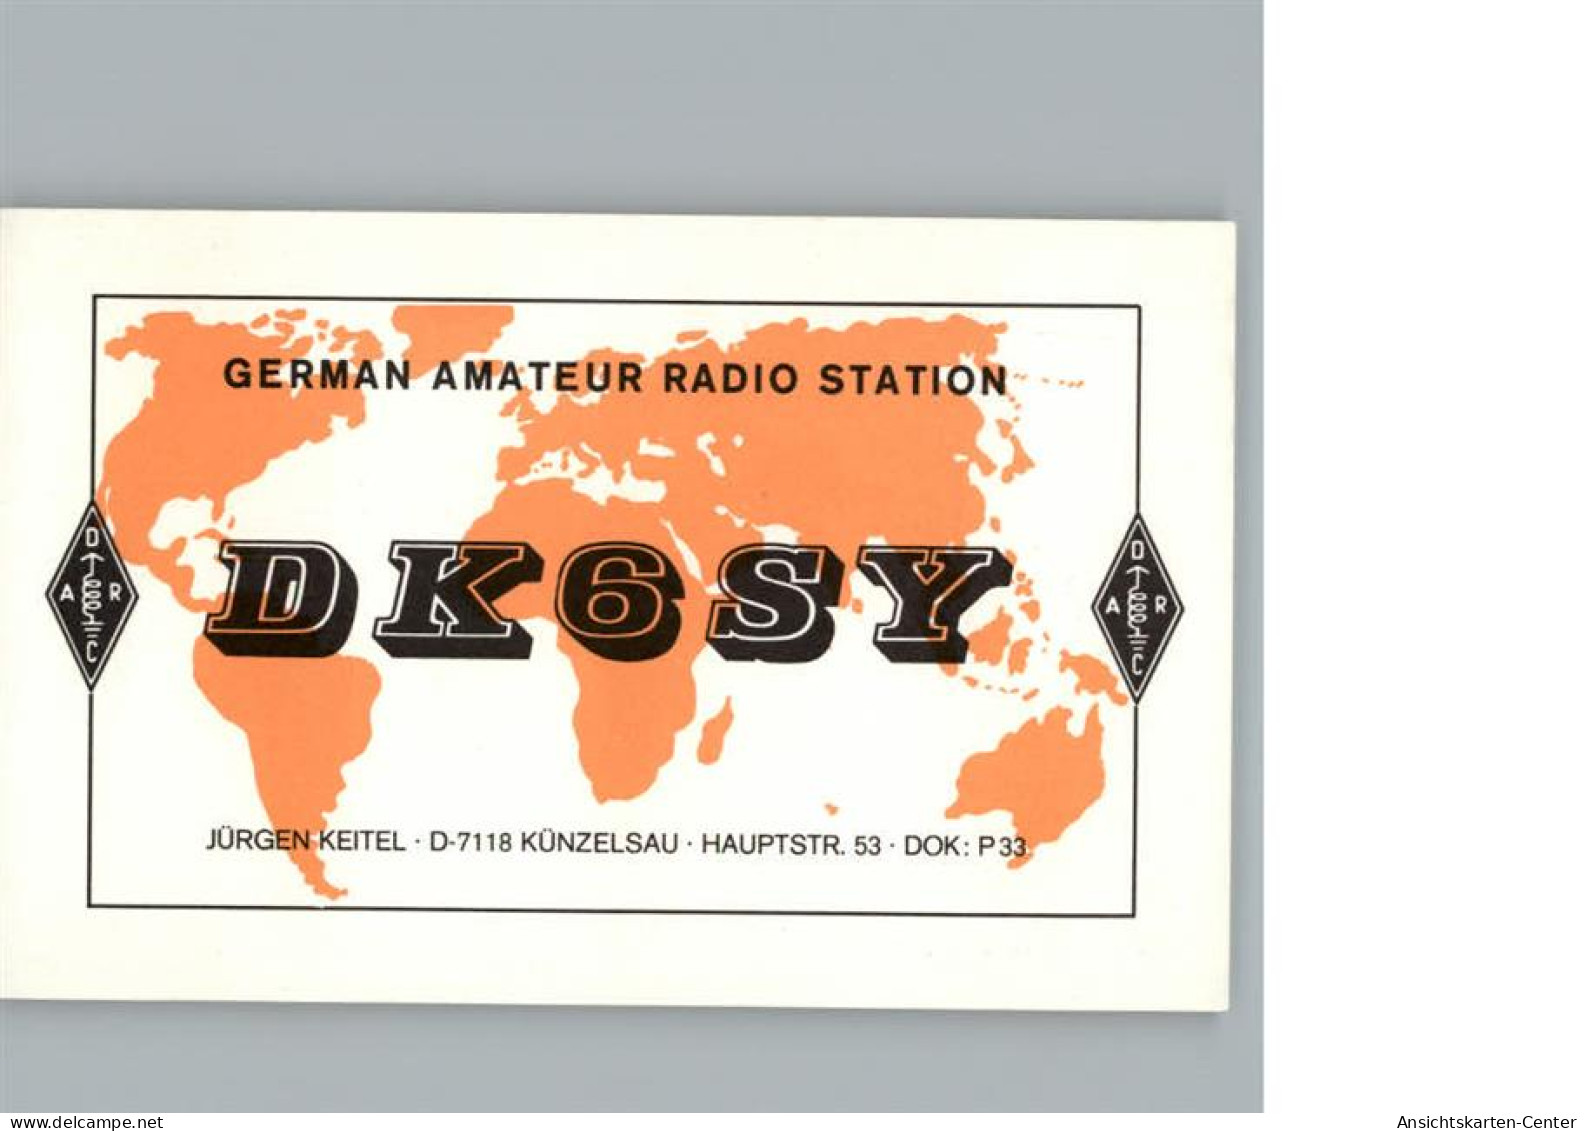 GERMAN AMATEUR RADIO STATION
D
A R
C
DK6SY
D
A R
C
JÜRGEN KEITEL · D-7118 KÜNZELSAU · HAUPTSTR. 53 · DOK: P33
www.delcampe.net
Ansichtskarten-Center